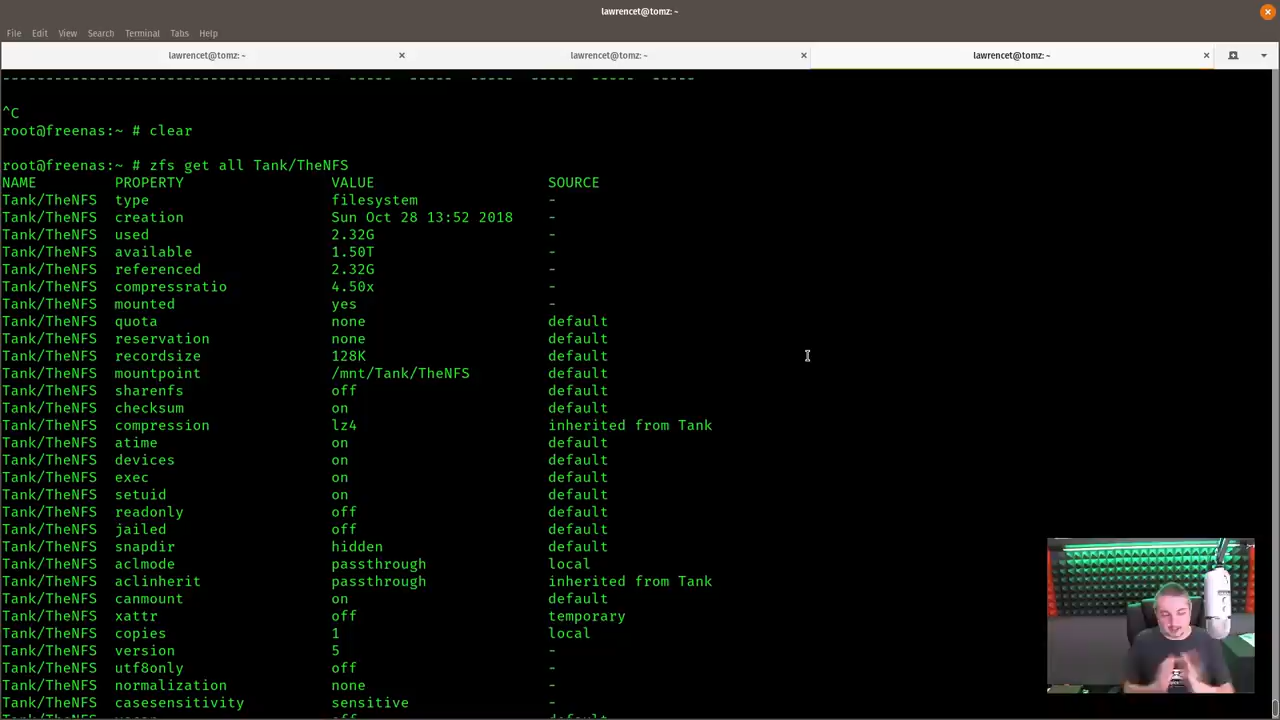 lawrencet@tomz: ~
File Edit View Search Terminal Tabs Help
lawrencet@tomz: ~ lawrencet@tomz: ~ lawrencet@tomz: ~
------------------------------------- ----- ----- ----- ----- ----- -----
^C
root@freenas:~ # clear
root@freenas:~ # zfs get all Tank/TheNFS
NAME PROPERTY VALUE SOURCE
Tank/TheNFS type filesystem -
Tank/TheNFS creation Sun Oct 28 13:52 2018 -
Tank/TheNFS used 2.32G -
Tank/TheNFS available 1.50T -
Tank/TheNFS referenced 2.32G -
Tank/TheNFS compressratio 4.50x -
Tank/TheNFS mounted yes -
Tank/TheNFS quota none default
Tank/TheNFS reservation none default
Tank/TheNFS recordsize 128K default
Tank/TheNFS mountpoint /mnt/Tank/TheNFS default
Tank/TheNFS sharenfs off default
Tank/TheNFS checksum on default
Tank/TheNFS compression lz4 inherited from Tank
Tank/TheNFS atime on default
Tank/TheNFS devices on default
Tank/TheNFS exec on default
Tank/TheNFS setuid on default
Tank/TheNFS readonly off default
Tank/TheNFS jailed off default
Tank/TheNFS snapdir hidden default
Tank/TheNFS aclmode passthrough local
Tank/TheNFS aclinherit passthrough inherited from Tank
Tank/TheNFS canmount on default
Tank/TheNFS xattr off temporary
Tank/TheNFS copies 1 local
Tank/TheNFS version 5 -
Tank/TheNFS utf8only off -
Tank/TheNFS normalization none -
Tank/TheNFS casesensitivity sensitive -